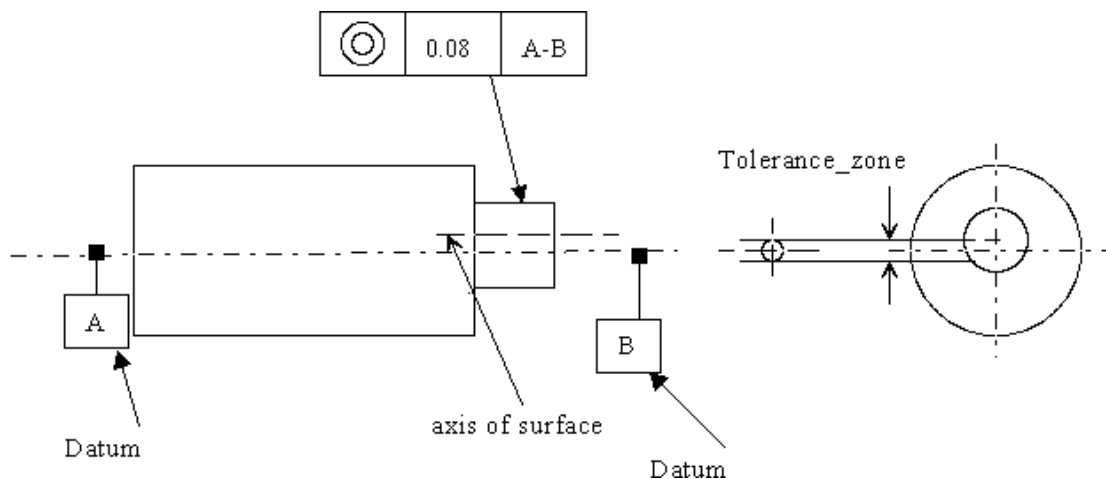 0.08 A-B
Tolerance_zone
A
B
axis of surface
Datum
Datum